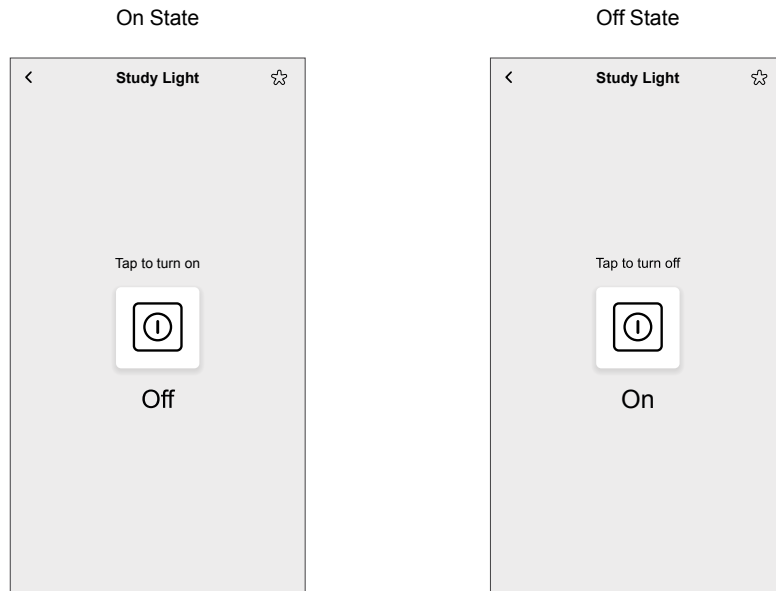 On State
Off State
Study Light
Tap to turn on
Off
Study Light
Tap to turn off
On